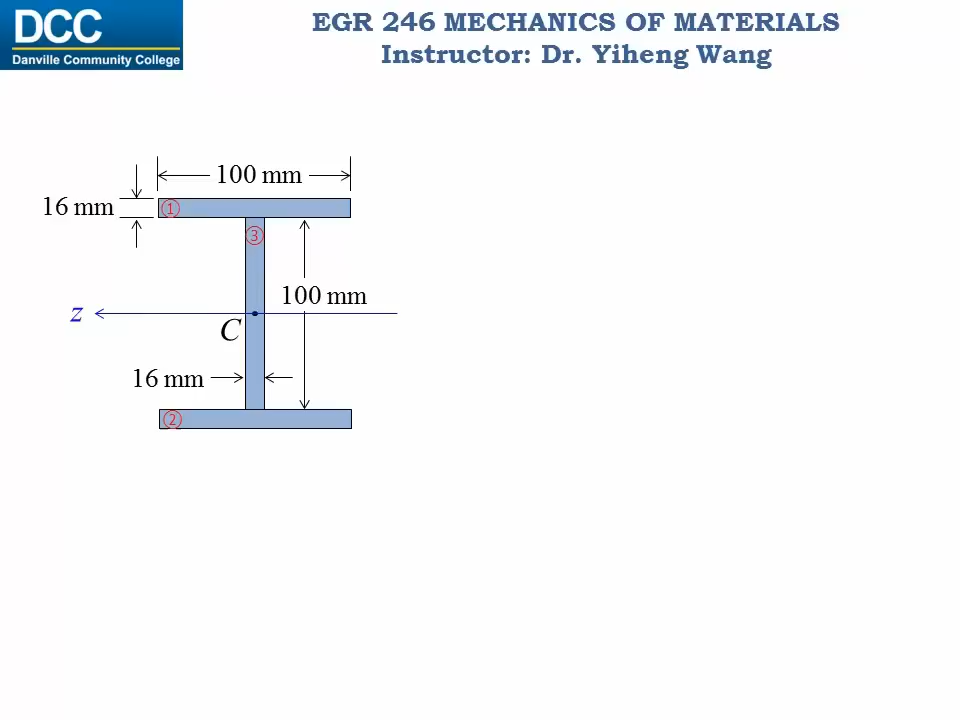 DCC
Danville Community College
EGR 246 MECHANICS OF MATERIALS
Instructor: Dr. Yiheng Wang
100 mm
16 mm
①
③
100 mm
z
C
16 mm
②